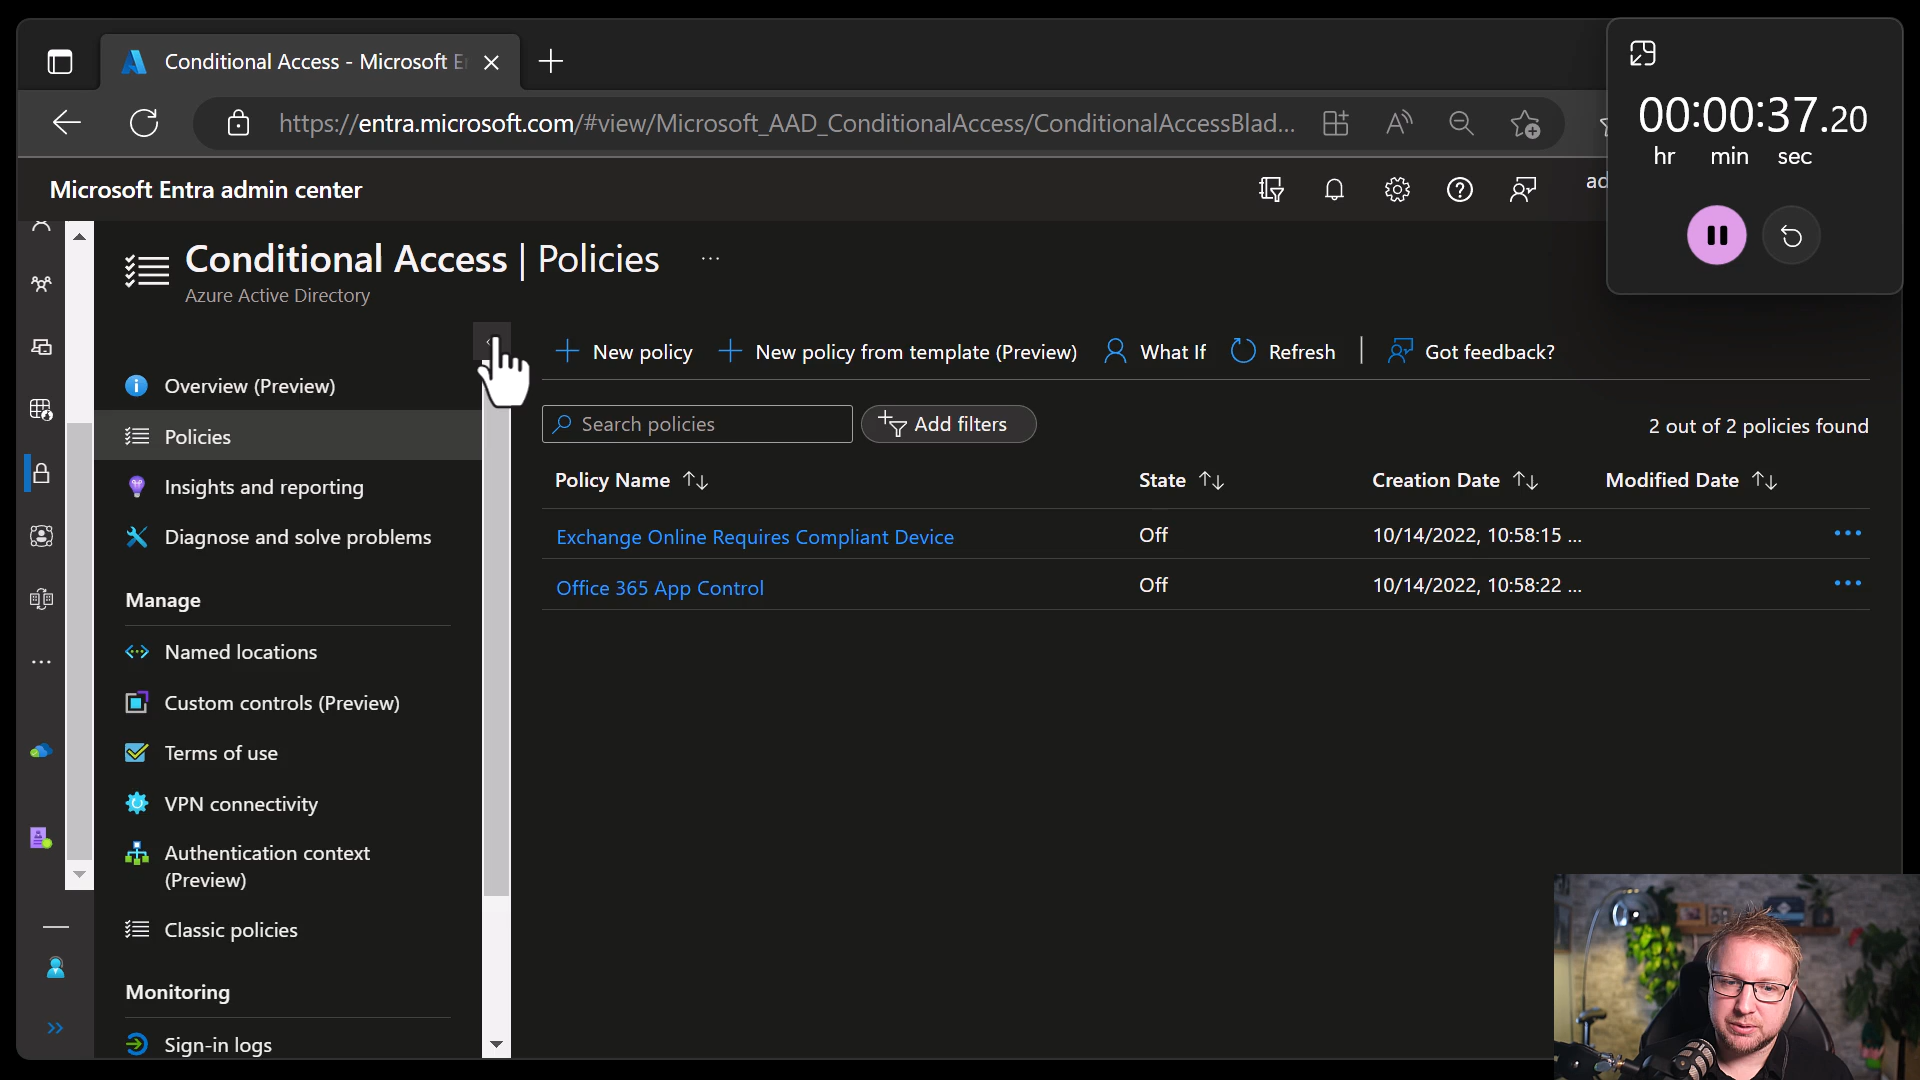 Conditional Access - Microsoft E
https://entra.microsoft.com/#view/Microsoft_AAD_ConditionalAccess/ConditionalAccessBlad...
00:00:37.20
hr min sec
Microsoft Entra admin center
ad
Conditional Access | Policies ...
Azure Active Directory
New policy
New policy from template (Preview)
What If
Refresh
Got feedback?
Overview (Preview)
Policies
Insights and reporting
Diagnose and solve problems
Manage
Named locations
Custom controls (Preview)
Terms of use
VPN connectivity
Authentication context
(Preview)
Classic policies
Monitoring
Sign-in logs
Search policies
Add filters
2 out of 2 policies found
Policy Name State Creation Date Modified Date
Exchange Online Requires Compliant Device Off 10/14/2022, 10:58:15 ...
Office 365 App Control Off 10/14/2022, 10:58:22 ...